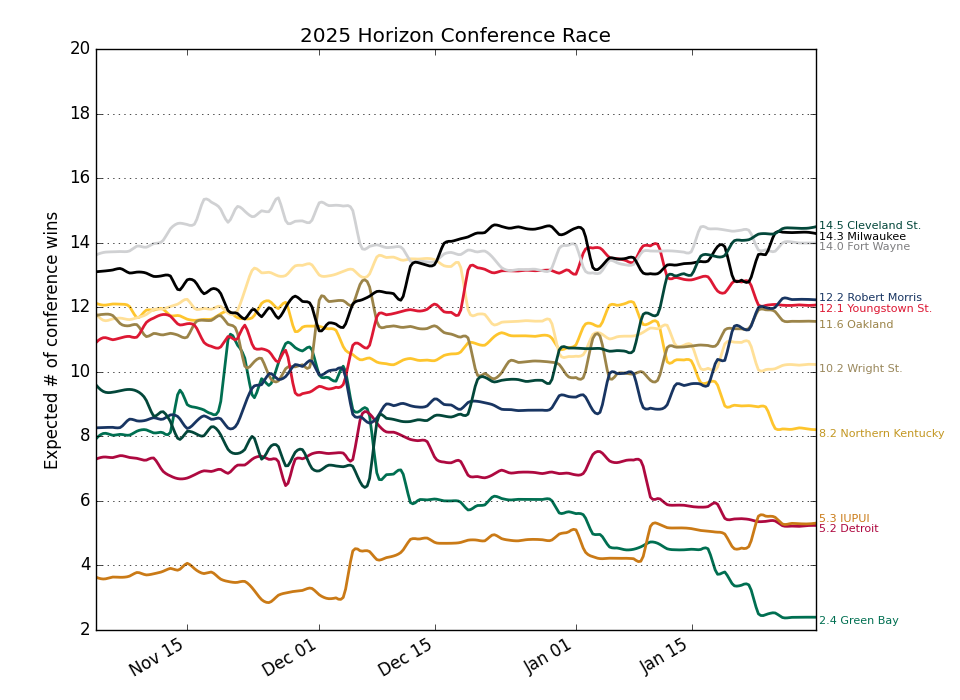 2025 Horizon Conference Race
Expected # of conference wins
20
18
16
14
12
10
8
6
4
2
14.5 Cleveland St.
14.3 Milwaukee
14.0 Fort Wayne
12.2 Robert Morris
12.1 Youngstown St.
11.6 Oakland
10.2 Wright St.
8.2 Northern Kentucky
5.3 IUPUI
5.2 Detroit
2.4 Green Bay
Nov 15
Dec 01
Dec 15
Jan 01
Jan 15